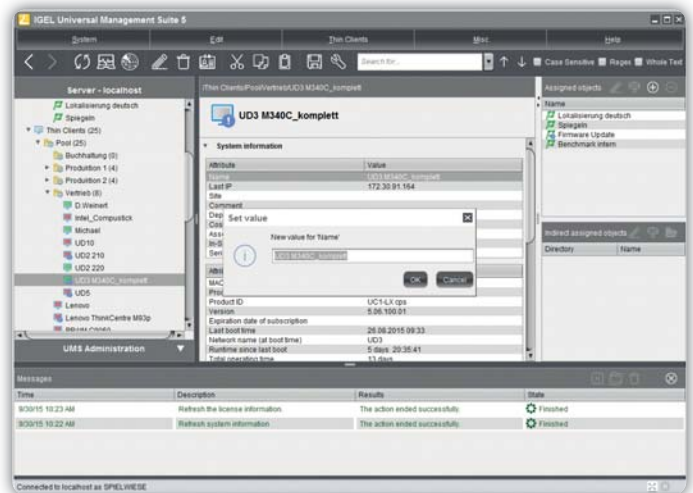 IGEL Universal Management Suite 5
System Edit Thin Clients Misc Help
Search for...
Case Sensitive Regex Whole Text
Server - localhost
Lokalisierung deutsch
Spiegeln
Thin Clients (25)
Pool (25)
Buchhaltung (0)
Produktion 1 (4)
Produktion 2 (4)
Vertrieb (8)
D.Weinert
Intel_Compustick
Michael
UD10
UD2 210
UD2 220
UD3 M340C_komplett
UD5
Lenovo
Lenovo ThinkCentre M93p
UMS Administration
/Thin Clients/Pool/Vertrieb/UD3 M340C_komplett
UD3 M340C_komplett
System information
Attribute Value
Name UD3 M340C_komplett
Last IP 172.30.91.164
Site
Comment
Set value
New value for 'Name'
UD3 M340C_komplett
OK Cancel
Product ID UC1-LX cps
Version 5.06.100.01
Expiration date of subscription
Last boot time 26.08.2015 09:33
Network name (at boot time) UD3
Runtime since last boot 5 days, 20:35:41
Total operating time 13 days
Assigned objects
Name
Lokalisierung deutsch
Spiegeln
Firmware Update
Benchmark intern
Indirect assigned objects
Directory Name
Messages
Time Description Results State
9/30/15 10:23 AM Refresh the license information. The action ended successfully. Finished
9/30/15 10:22 AM Refresh system information The action ended successfully. Finished
Connected to localhost as SPIELWIESE